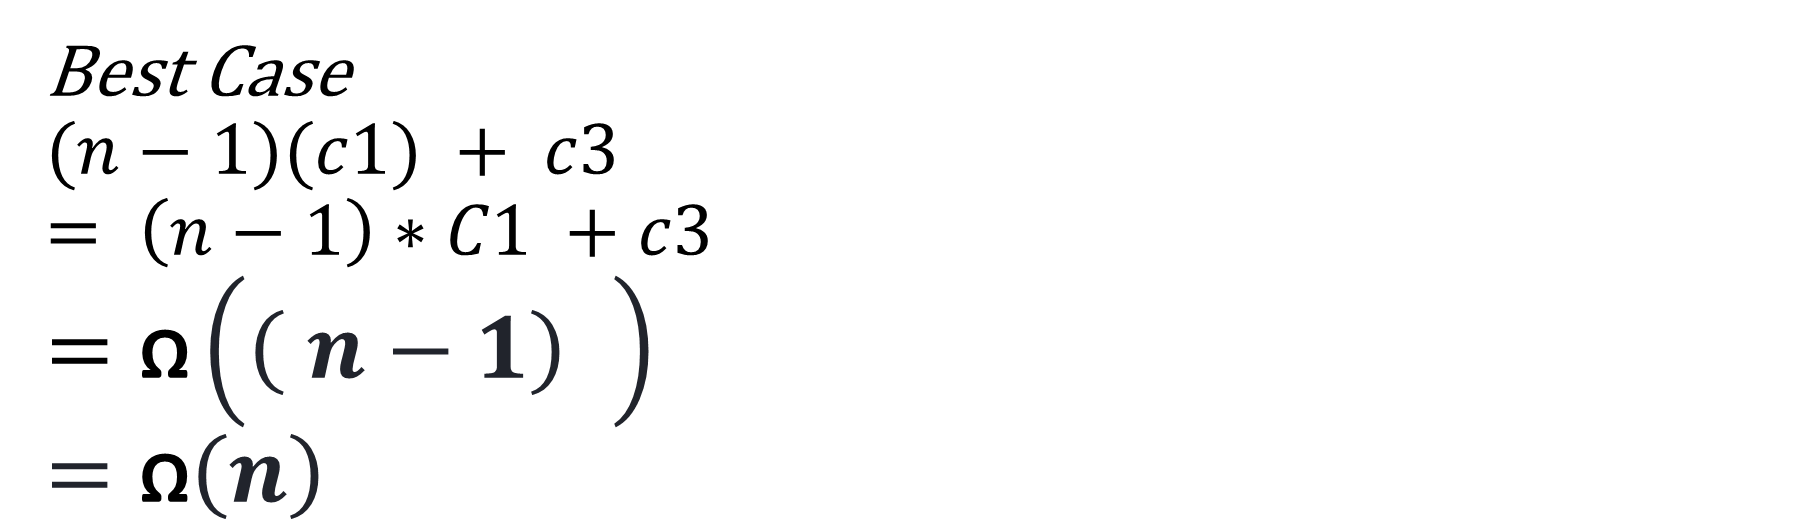 Best Case
(n − 1)(c1) + c3
= (n − 1) * C1 + c3
= Ω(( n − 1) )
= Ω(n)